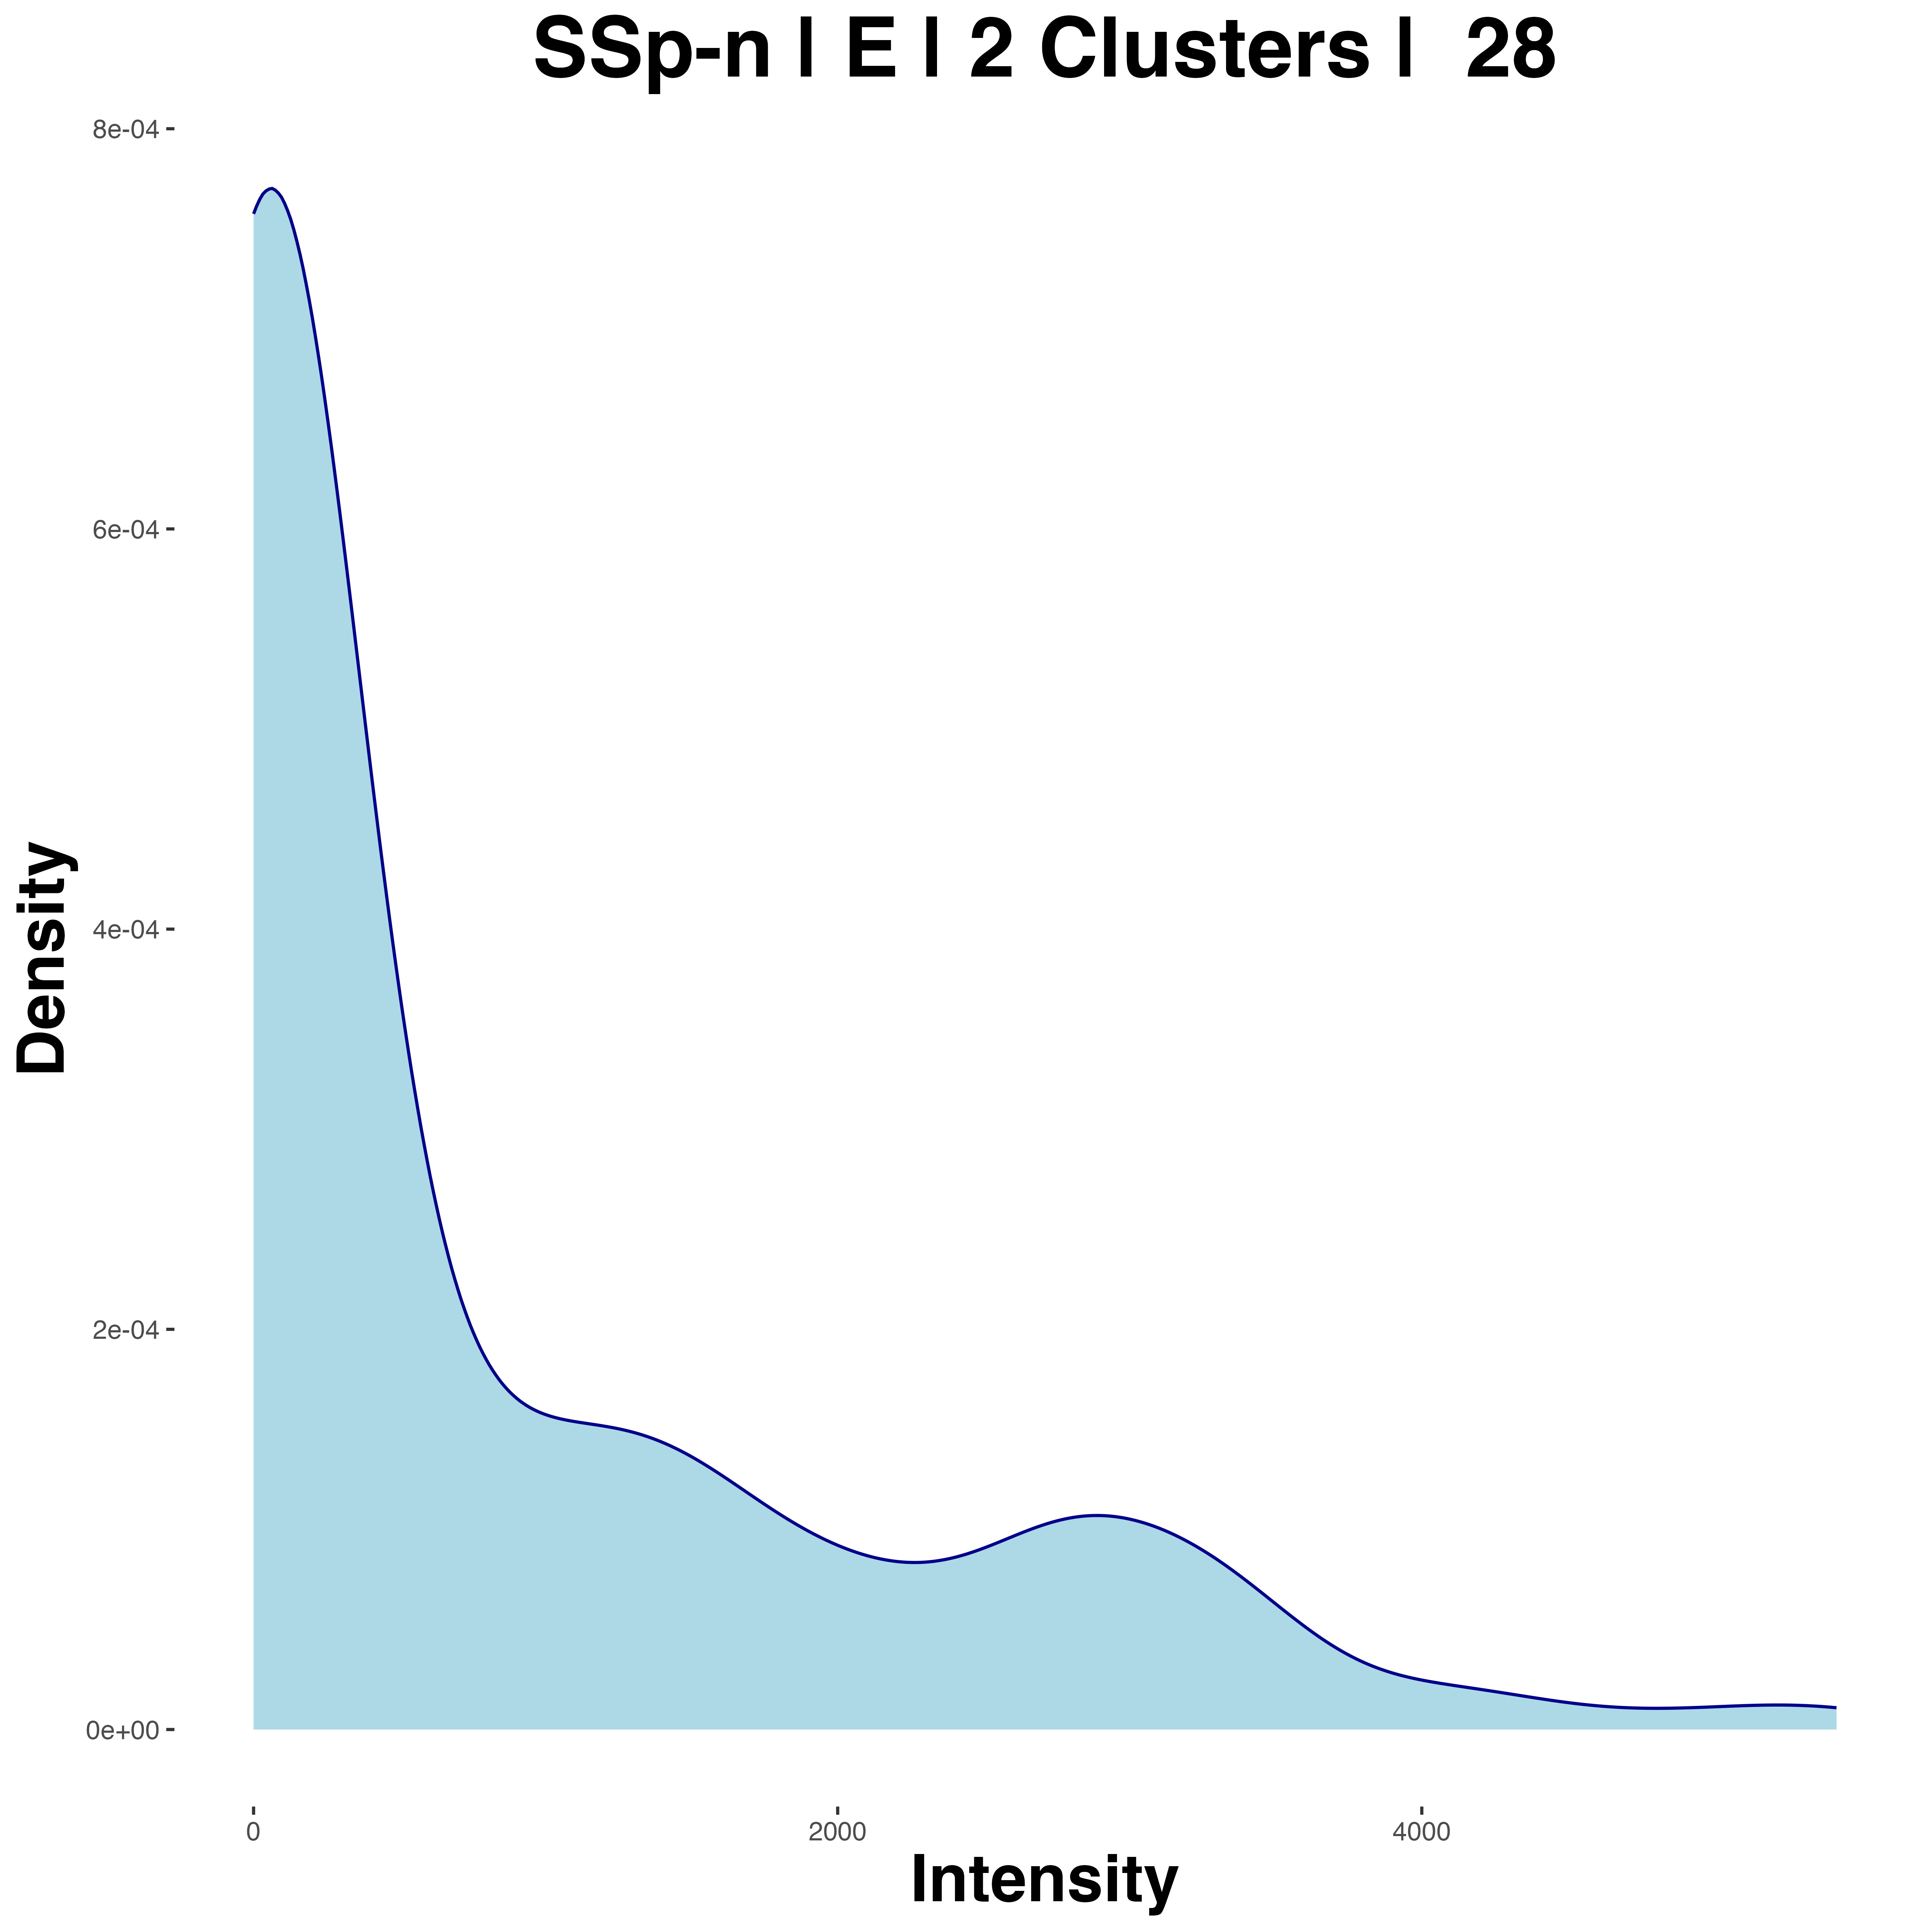 SSp-n | E | 2 Clusters |  28
8e-04
6e-04
4e-04
2e-04
0e+00
Density
0
2000
4000
Intensity